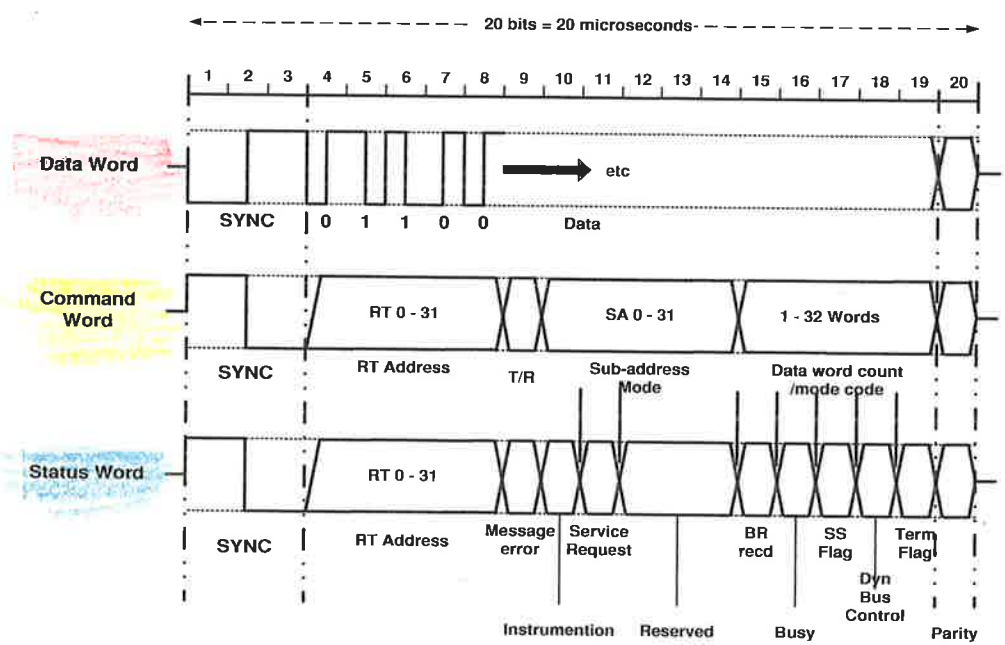 20 bits = 20 microseconds
1 2 3 4 5 6 7 8 9 10 11 12 13 14 15 16 17 18 19 20
Data Word
etc
SYNC 0 1 1 0 0 Data
Command
Word
RT 0 - 31
SA 0 - 31
1 - 32 Words
SYNC
RT Address
T/R
Sub-address
Mode
Data word count
/mode code
Status Word
RT 0 - 31
SYNC
RT Address
Message
error
Service
Request
BR
recd
SS
Flag
Term
Flag
Dyn
Bus
Control
Instrumention
Reserved
Busy
Parity